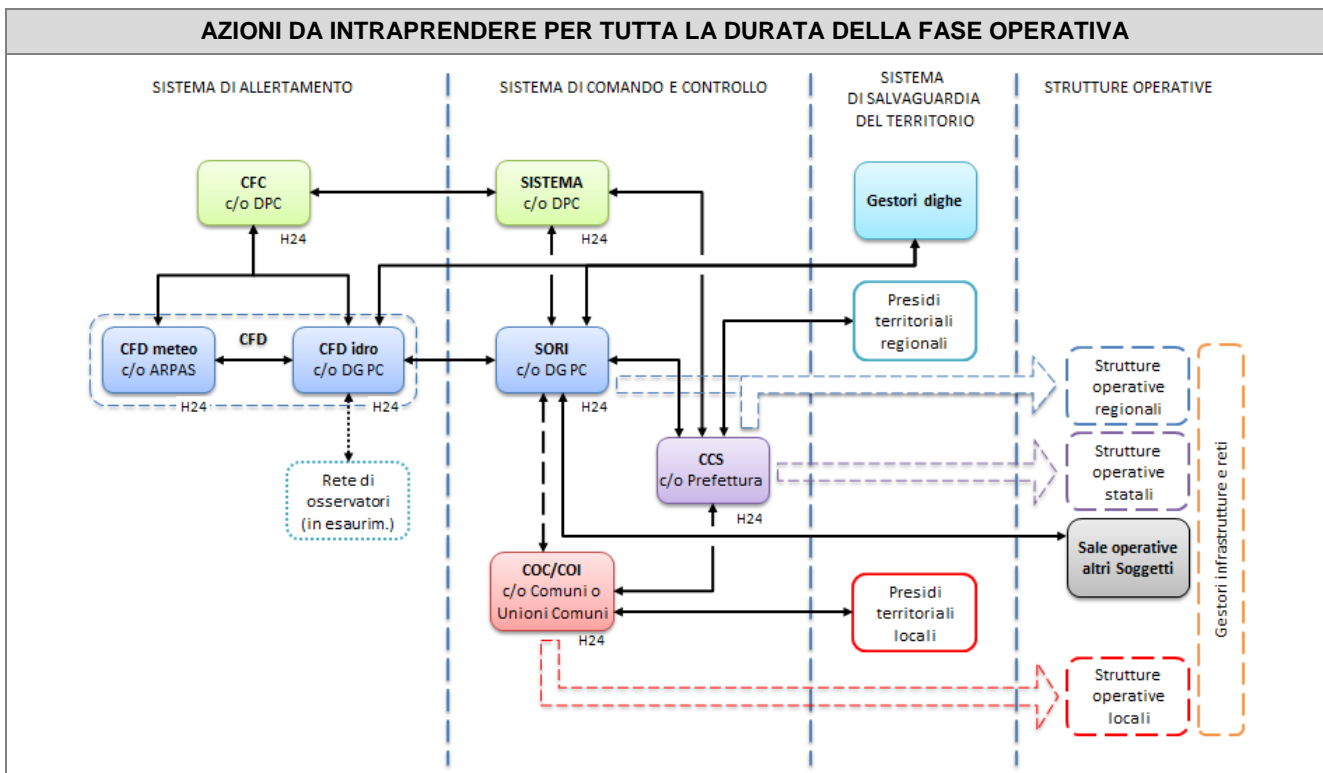 AZIONI DA INTRAPRENDERE PER TUTTA LA DURATA DELLA FASE OPERATIVA
SISTEMA DI ALLERTAMENTO
SISTEMA DI COMANDO E CONTROLLO
SISTEMA
DI SALVAGUARDIA
DEL TERRITORIO
STRUTTURE OPERATIVE
CFC
c/o DPC
H24
SISTEMA
c/o DPC
H24
Gestori dighe
CFD meteo
c/o ARPAS
H24
CFD
CFD idro
c/o DG PC
H24
SORI
c/o DG PC
H24
Presidi
territoriali
regionali
Strutture
operative
regionali
CCS
c/o Prefettura
H24
Strutture
operative
statali
Rete di
osservatori
(in esaurim.)
Sale operative
altri Soggetti
COC/COI
c/o Comuni o
Unioni Comuni
H24
Presidi
territoriali
locali
Strutture
operative
locali
Gestori infrastrutture e reti